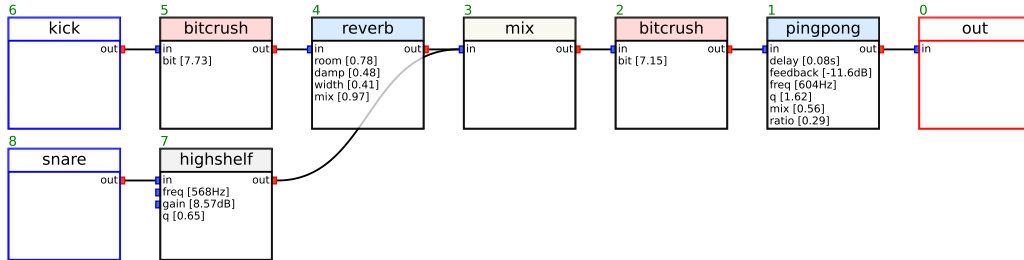 6 5 4 3 2 1 0
kick bitcrush reverb mix bitcrush pingpong out
out in out in out in out in out in out in
bit [7.73] room [0.78] bit [7.15] delay [0.08s]
damp [0.48] feedback [-11.6dB]
width [0.41] freq [604Hz]
mix [0.97] q [1.62]
mix [0.56]
ratio [0.29]
8 7
snare highshelf
out in out
freq [568Hz]
gain [8.57dB]
q [0.65]